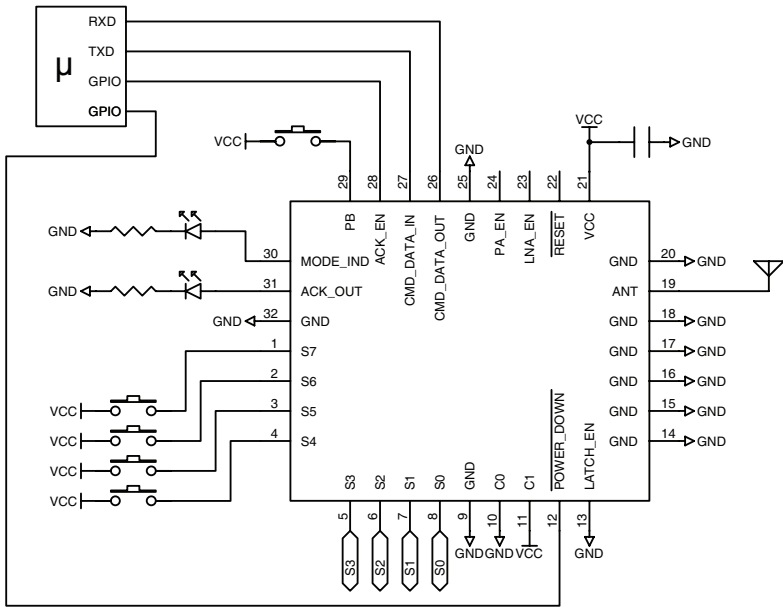 RXD
TXD
μ
GPIO
GPIO
VCC
GND
VCC
GND
29
28
27
26
25
24
23
22
21
PB
ACK_EN
CMD_DATA_IN
CMD_DATA_OUT
GND
PA_EN
LNA_EN
RESET
VCC
GND
30
MODE_IND
GND
31
ACK_OUT
GND
32
GND
1
S7
2
S6
3
S5
4
S4
VCC
VCC
VCC
VCC
GND
20
GND
ANT
19
GND
18
GND
GND
17
GND
GND
16
GND
GND
15
GND
GND
14
GND
S3
S2
S1
S0
GND
C0
C1
POWER_DOWN
LATCH_EN
5
6
7
8
9
10
11
12
13
S3
S2
S1
S0
GND
GND
VCC
GND